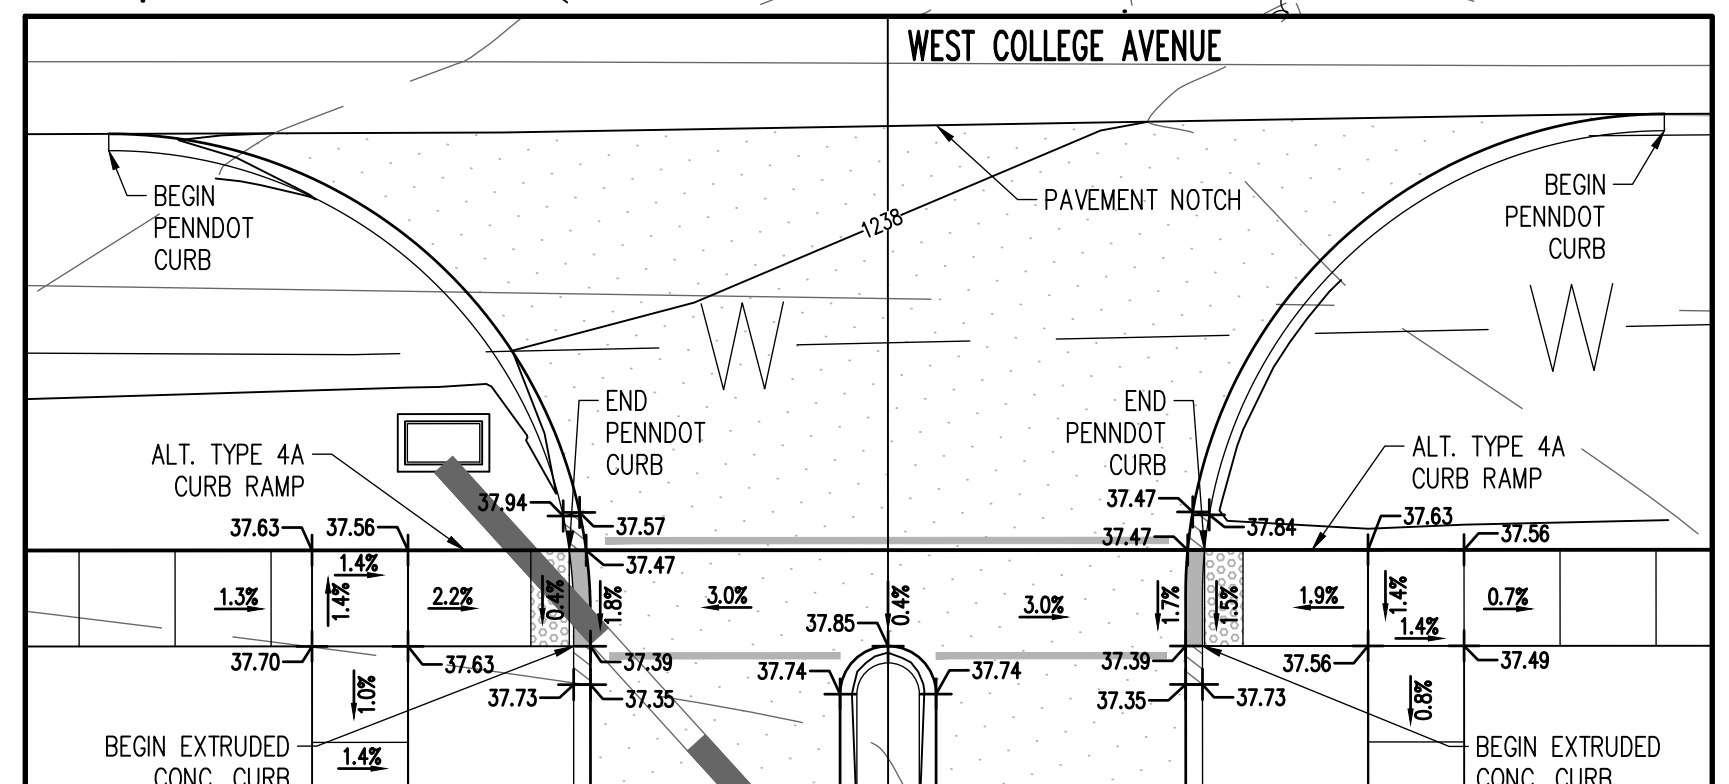 WEST COLLEGE AVENUE
BEGIN
PENNDOT
CURB
PAVEMENT NOTCH
BEGIN
PENNDOT
CURB
1238
W
W
END
PENNDOT
CURB
END
PENNDOT
CURB
ALT. TYPE 4A
CURB RAMP
ALT. TYPE 4A
CURB RAMP
37.94
37.57
37.47
37.84
37.63
37.56
37.47
37.47
37.63
37.56
1.4%
1.3%
1.4%
2.2%
0.4%
1.8%
3.0%
0.4%
3.0%
1.7%
1.5%
1.9%
1.4%
1.4%
0.7%
37.85
37.70
37.63
37.39
37.74
37.74
37.39
37.56
37.49
1.0%
37.73
37.35
37.35
37.73
0.8%
BEGIN EXTRUDED
CONC. CURB
1.4%
BEGIN EXTRUDED
CONC. CURB